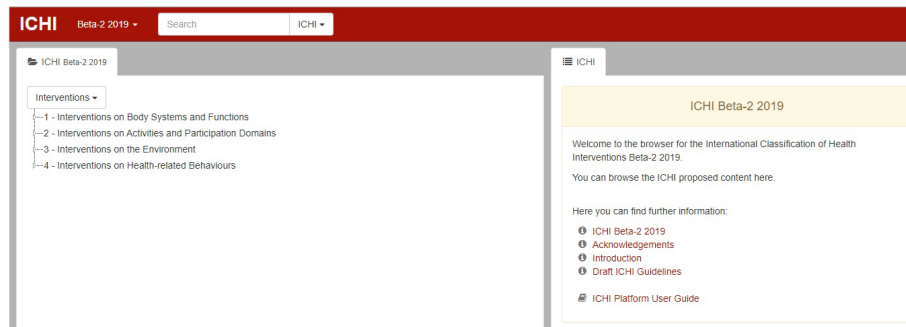 ICHI Beta-2 2019 Search ICHI
ICHI Beta-2 2019
Interventions
1 - Interventions on Body Systems and Functions
2 - Interventions on Activities and Participation Domains
3 - Interventions on the Environment
4 - Interventions on Health-related Behaviours
ICHI
ICHI Beta-2 2019
Welcome to the browser for the International Classification of Health
Interventions Beta-2 2019.
You can browse the ICHI proposed content here.
Here you can find further information:
ICHI Beta-2 2019
Acknowledgements
Introduction
Draft ICHI Guidelines
ICHI Platform User Guide